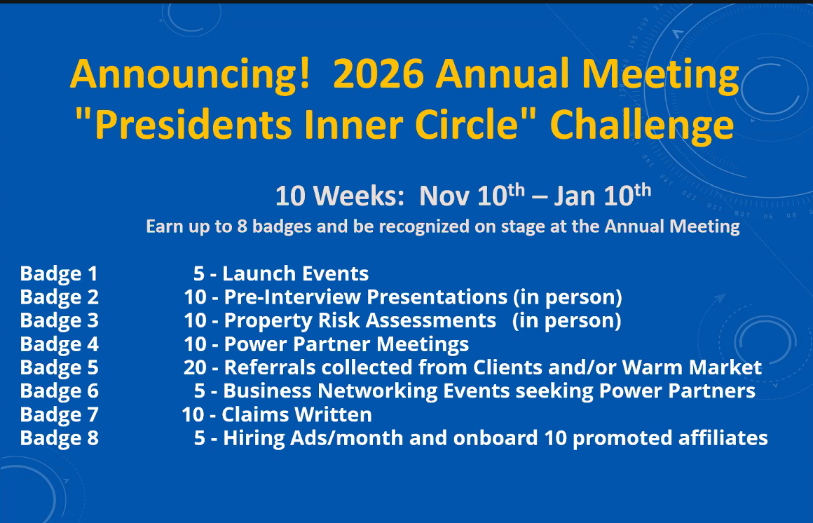 Announcing!  2026 Annual Meeting
"Presidents Inner Circle" Challenge
10 Weeks:  Nov 10th – Jan 10th
Earn up to 8 badges and be recognized on stage at the Annual Meeting
Badge 1 5 - Launch Events
Badge 2 10 - Pre-Interview Presentations (in person)
Badge 3 10 - Property Risk Assessments (in person)
Badge 4 10 - Power Partner Meetings
Badge 5 20 - Referrals collected from Clients and/or Warm Market
Badge 6 5 - Business Networking Events seeking Power Partners
Badge 7 10 - Claims Written
Badge 8 5 - Hiring Ads/month and onboard 10 promoted affiliates